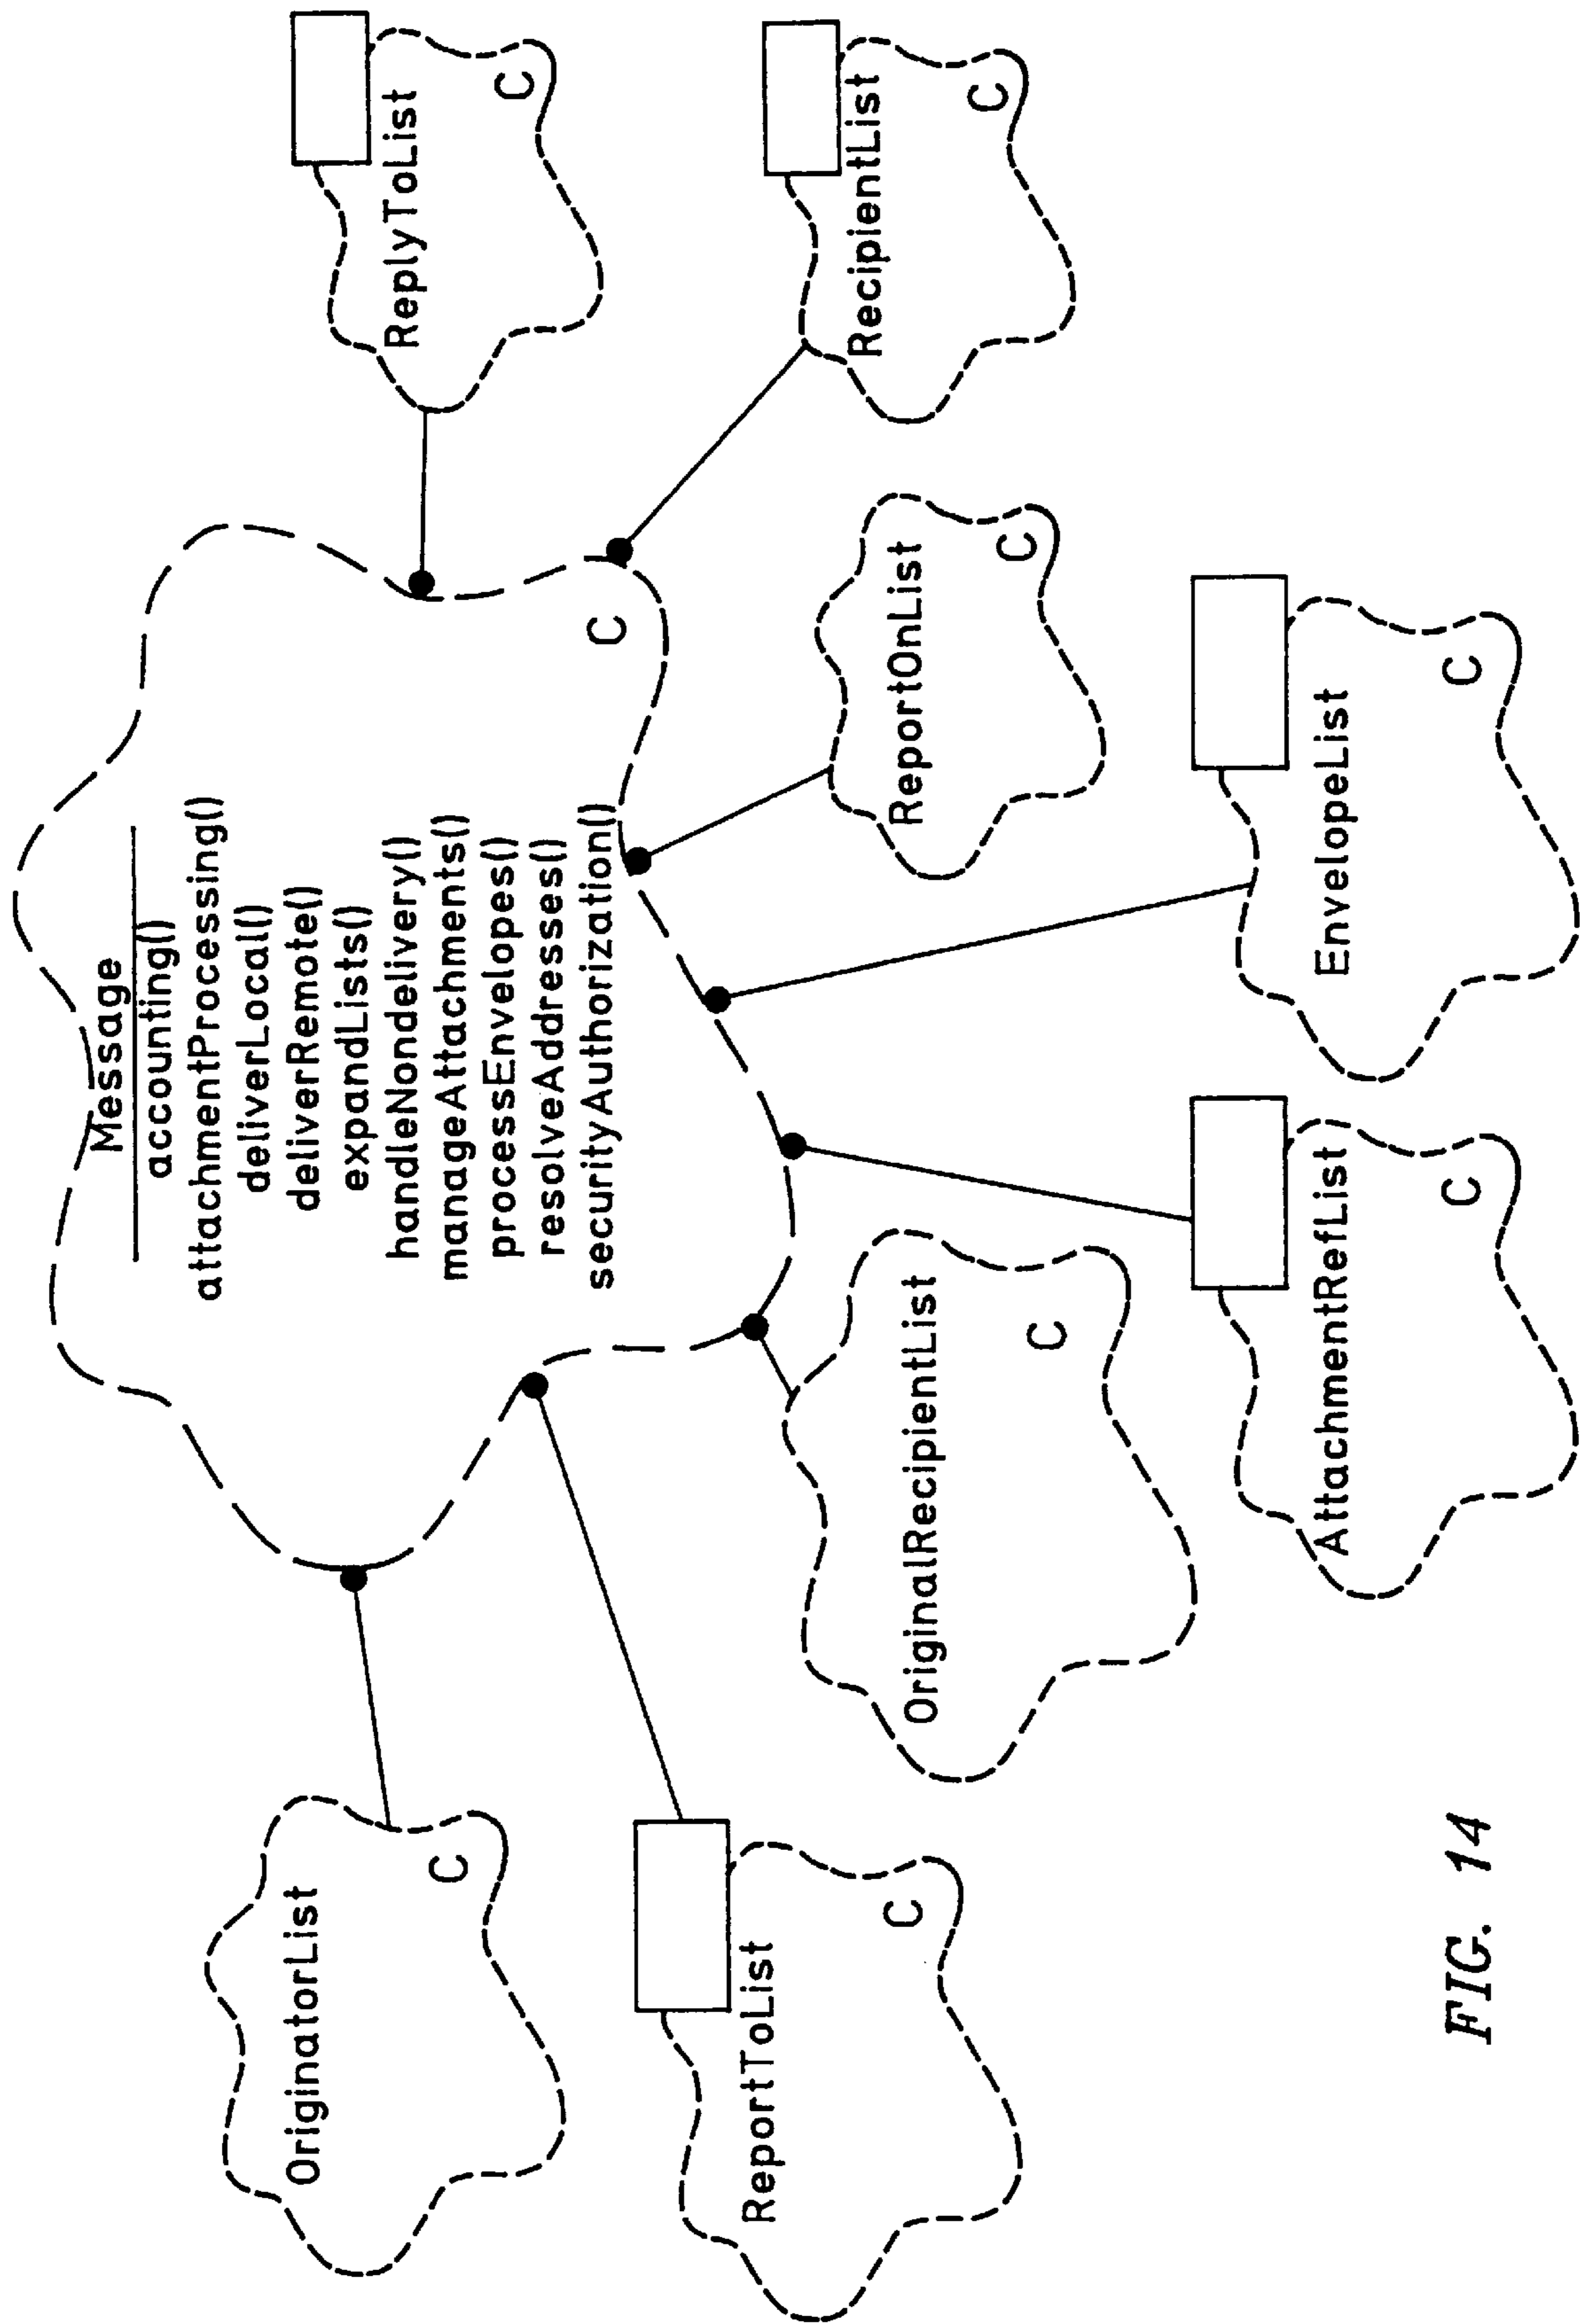 Message
accounting()
attachmentProcessing()
deliverLocal()
deliverRemote()
expandLists()
handleNondelivery()
manageAttachments()
processEnvelopes()
resolveAddresses()
securityAuthorization()
C
OriginatorList
C
ReplyToList
C
ReportToList
C
RecipientList
C
OriginalRecipientList
C
ReportOnList
C
AttachmentRefList
C
EnvelopeList
C
FIG. 14